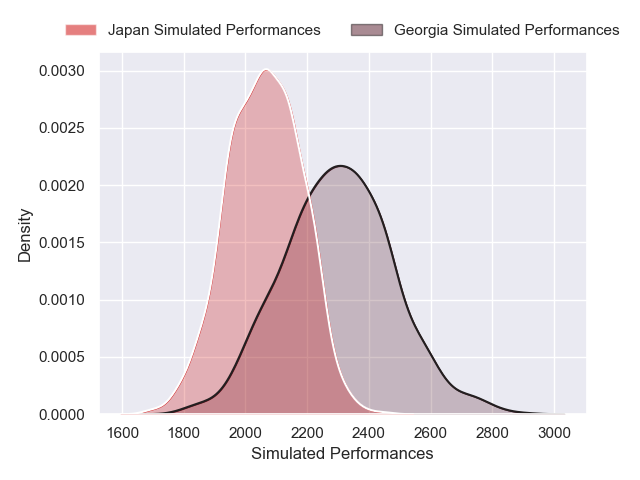 Japan Simulated Performances Georgia Simulated Performances
0.0030
0.0025
0.0020
0.0015
0.0010
0.0005
0.0000
Density
1600 1800 2000 2200 2400 2600 2800 3000
Simulated Performances